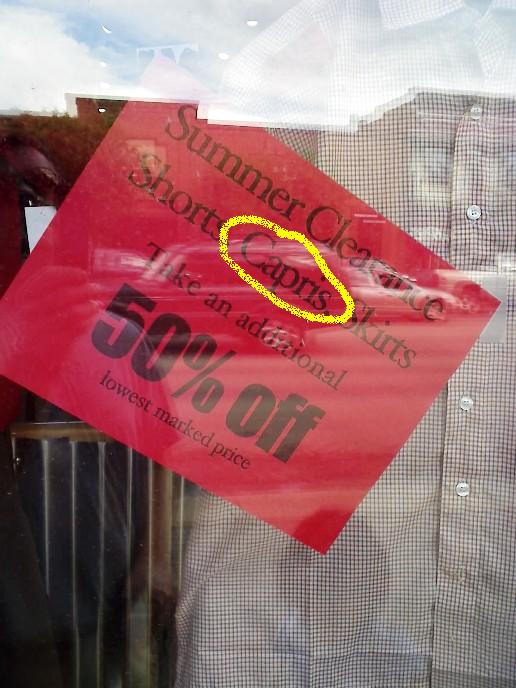 Summer Clearance
Shorts Capris Skirts
Take an additional
50% off
lowest marked price